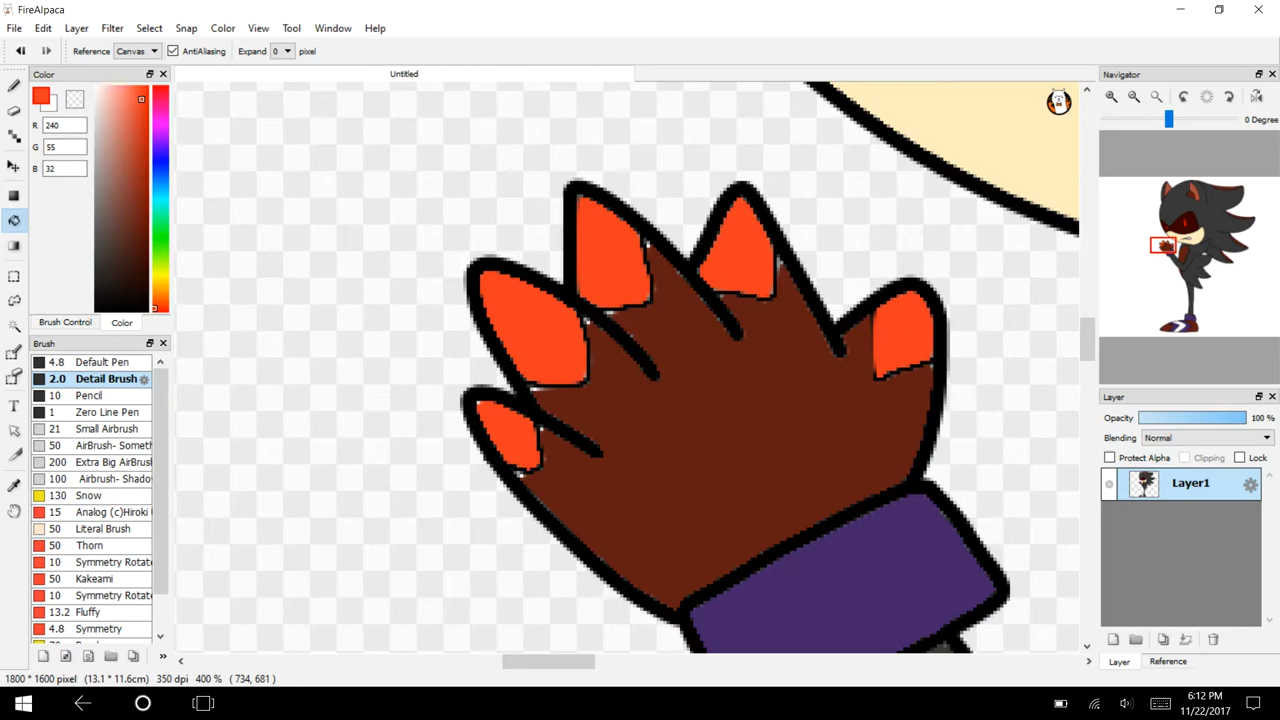 FireAlpaca
File Edit Filter Layer Select Snap Color View Tool Window Help
Reference Canvas AntiAliasing Expand 0 pixel
Color Untitled Navigator
R 240
G 55
B 32
0 Degree
Brush Control Color
Brush
4.8 Default Pen
2.0 Detail Brush
10 Pencil
1 Zero Line Pen
21 Small Airbrush
50 AirBrush- Someth
200 Extra Big AirBrush
100 Airbrush- Shado
130 Snow
15 Analog (c)Hiroki
50 Literal Brush
50 Thorn
10 Symmetry Rotate
50 Kakeami
10 Symmetry Rotate
13.2 Fluffy
4.8 Symmetry
Layer
Opacity 100 %
Blending Normal
Protect Alpha Clipping Lock
Layer1
Layer Reference
1800 * 1600 pixel (13.1 * 11.6cm) 350 dpi 400 % ( 734, 681 )
6:12 PM
11/22/2017